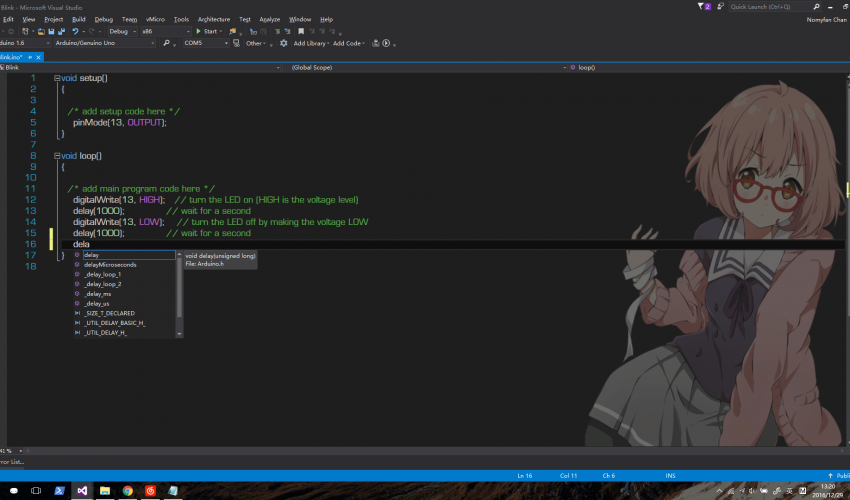 Blink - Microsoft Visual Studio
2
Quick Launch (Ctrl+Q)
Edit View Project Build Debug Team vMicro Tools Architecture Test Analyze Window Help
Nomyfan Chan
Debug x86 Start
duino 1.6 Arduino/Genuino Uno COM5 Other Add Library Add Code
Blink.ino*
Blink (Global Scope) loop()
1 void setup()
2 {
3
4 /* add setup code here */
5 pinMode(13, OUTPUT);
6 }
7
8 void loop()
9 {
10
11 /* add main program code here */
12 digitalWrite(13, HIGH); // turn the LED on (HIGH is the voltage level)
13 delay(1000); // wait for a second
14 digitalWrite(13, LOW); // turn the LED off by making the voltage LOW
15 delay(1000); // wait for a second
16 dela
17 }
18
delay
delayMicroseconds
_delay_loop_1
_delay_loop_2
_delay_ms
_delay_us
_SIZE_T_DECLARED
_UTIL_DELAY_BASIC_H_
_UTIL_DELAY_H_
void delay(unsigned long)
File: Arduino.h
41 %
rror List...
Ln 16 Col 11 Ch 6 INS Publi
英
13:20
2016/12/29